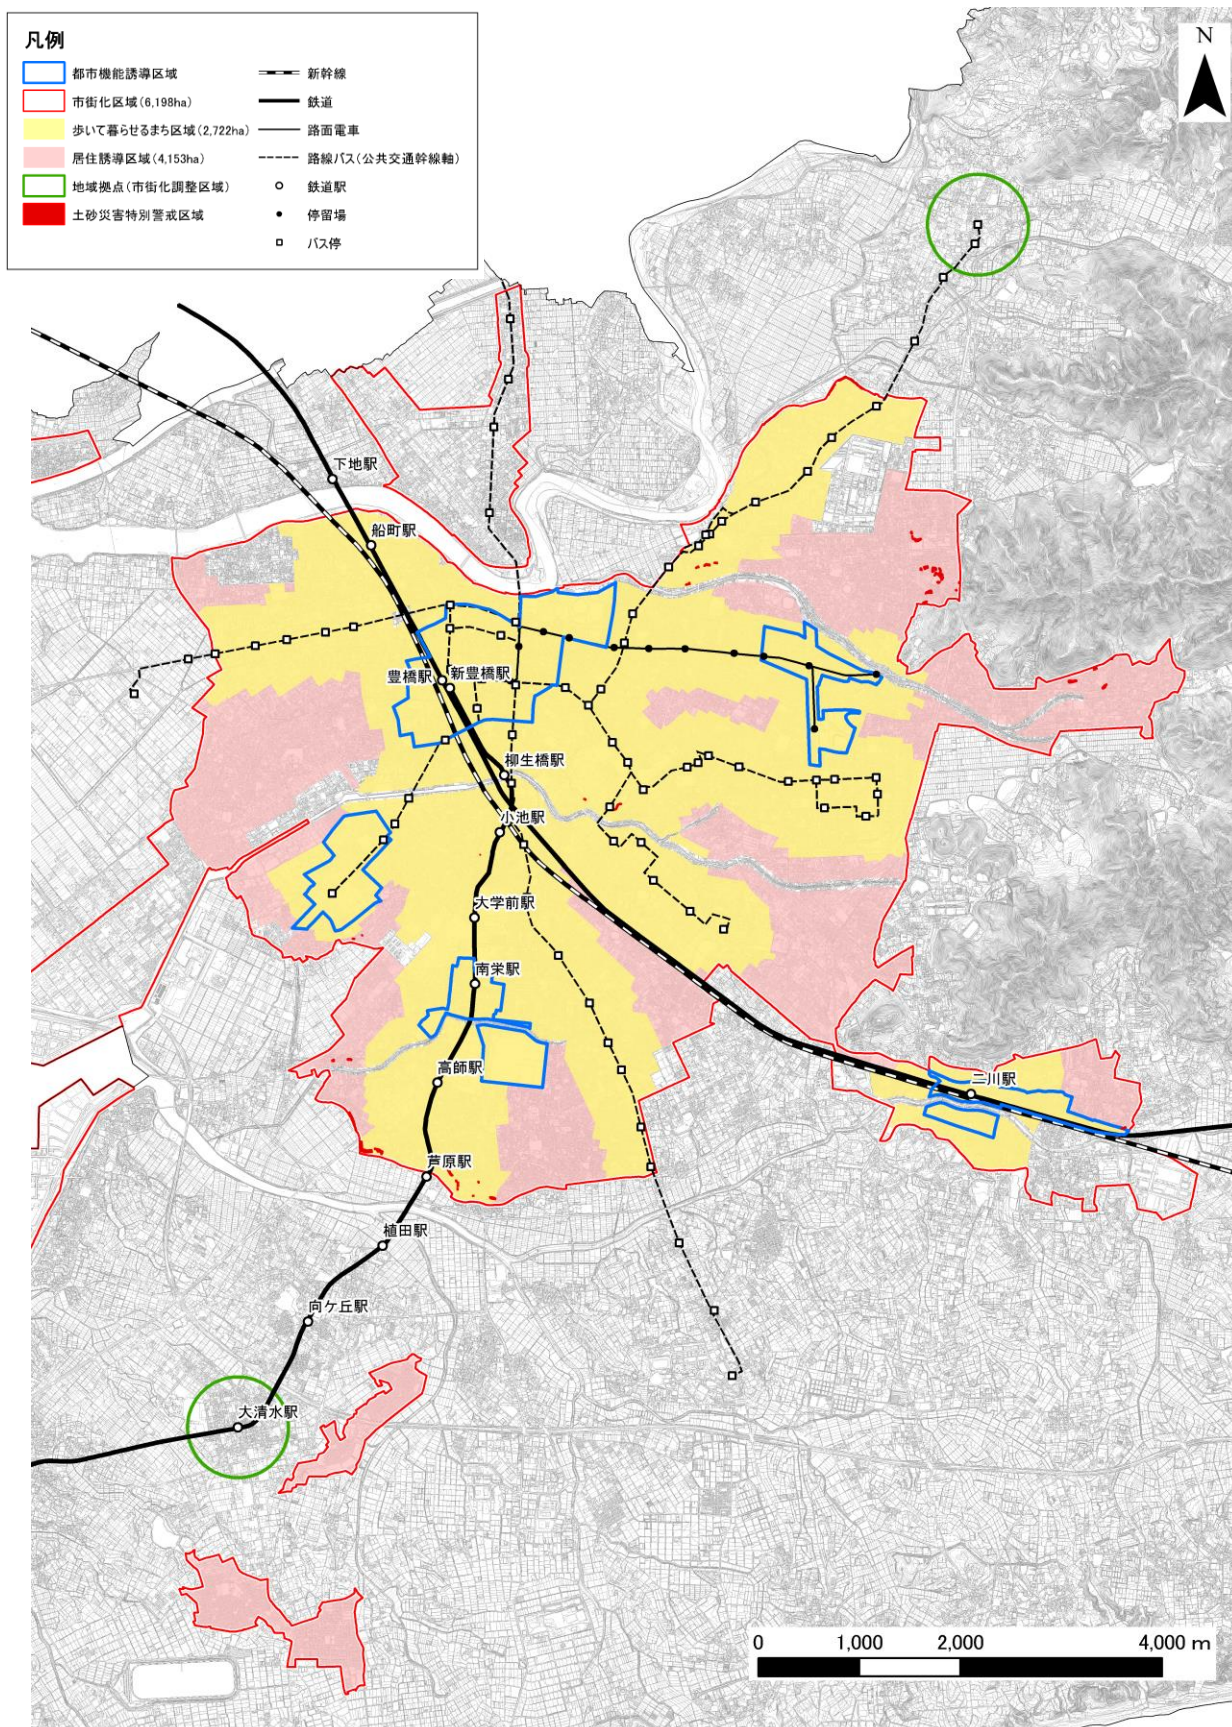 凡例
都市機能誘導区域
市街化区域(6,198ha)
歩いて暮らせるまち区域(2,722ha)
居住誘導区域(4,153ha)
地域拠点(市街化調整区域)
土砂災害特別警戒区域
新幹線
鉄道
路面電車
路線バス(公共交通幹線軸)
鉄道駅
停留場
バス停
N
下地駅
船町駅
豊橋駅
新豊橋駅
柳生橋駅
小池駅
大学前駅
南栄駅
高師駅
二川駅
芦原駅
植田駅
向ケ丘駅
大清水駅
0 1,000 2,000 4,000 m